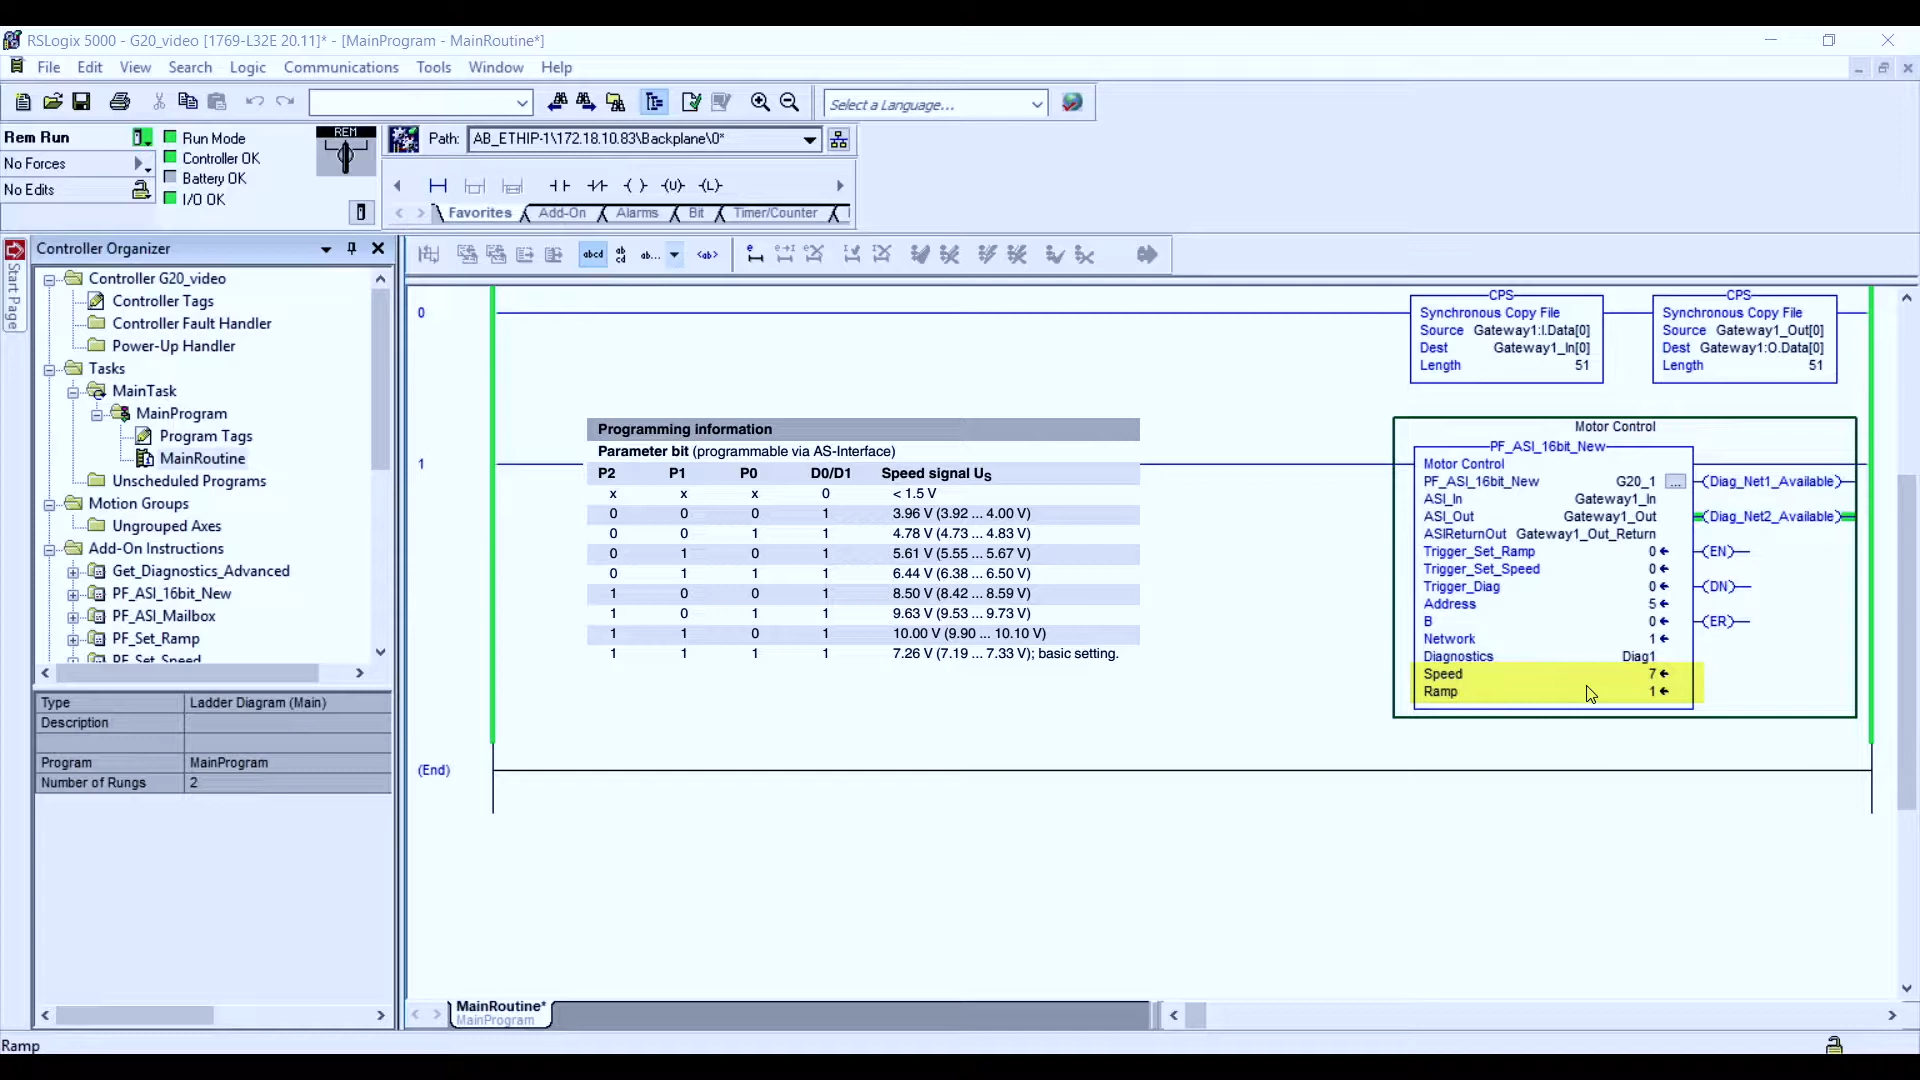 RSLogix 5000 - G20_video [1769-L32E 20.11]* - [MainProgram - MainRoutine*]
File Edit View Search Logic Communications Tools Window Help
Select a Language...
Rem Run
No Forces
No Edits
Run Mode
Controller OK
Battery OK
I/O OK
REM
Path: AB_ETHIP-1\172.18.10.83\Backplane\0*
Favorites Add-On Alarms Bit Timer/Counter
Start Page
Controller Organizer
Controller G20_video
Controller Tags
Controller Fault Handler
Power-Up Handler
Tasks
MainTask
MainProgram
Program Tags
MainRoutine
Unscheduled Programs
Motion Groups
Ungrouped Axes
Add-On Instructions
Get_Diagnostics_Advanced
PF_ASI_16bit_New
PF_ASI_Mailbox
PF_Set_Ramp
PF_Set_Speed
Type Ladder Diagram (Main)
Description
Program MainProgram
Number of Rungs 2
0
CPS
Synchronous Copy File
Source Gateway1:I.Data[0]
Dest Gateway1_In[0]
Length 51
CPS
Synchronous Copy File
Source Gateway1_Out[0]
Dest Gateway1:O.Data[0]
Length 51
1
Programming information
Parameter bit (programmable via AS-Interface)
P2 P1 P0 D0/D1 Speed signal US
x x x 0 < 1.5 V
0 0 0 1 3.96 V (3.92 ... 4.00 V)
0 0 1 1 4.78 V (4.73 ... 4.83 V)
0 1 0 1 5.61 V (5.55 ... 5.67 V)
0 1 1 1 6.44 V (6.38 ... 6.50 V)
1 0 0 1 8.50 V (8.42 ... 8.59 V)
1 0 1 1 9.63 V (9.53 ... 9.73 V)
1 1 0 1 10.00 V (9.90 ... 10.10 V)
1 1 1 1 7.26 V (7.19 ... 7.33 V); basic setting.
Motor Control
PF_ASI_16bit_New
Motor Control
PF_ASI_16bit_New G20_1 ... (Diag_Net1_Available)
ASI_In Gateway1_In
ASI_Out Gateway1_Out (Diag_Net2_Available)
ASIReturnOut Gateway1_Out_Return
Trigger_Set_Ramp 0 (EN)
Trigger_Set_Speed 0
Trigger_Diag 0 (DN)
Address 5
B 0 (ER)
Network 1
Diagnostics Diag1
Speed 7
Ramp 1
(End)
MainRoutine*
MainProgram
Ramp